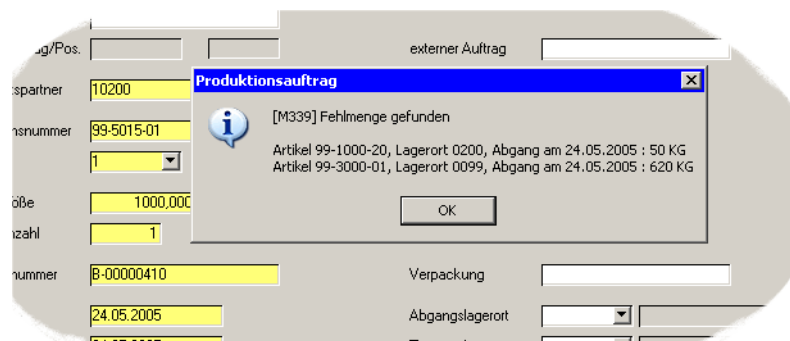 /Pos.
externer Auftrag
Produktionsauftrag
spartner 10200
[M339] Fehlmenge gefunden
nsnummer 99-5015-01
Artikel 99-1000-20, Lagerort 0200, Abgang am 24.05.2005 : 50 KG
1
Artikel 99-3000-01, Lagerort 0099, Abgang am 24.05.2005 : 620 KG
öße 1000,000
OK
nzahl 1
nummer B-00000410
Verpackung
24.05.2005
Abgangslagerort